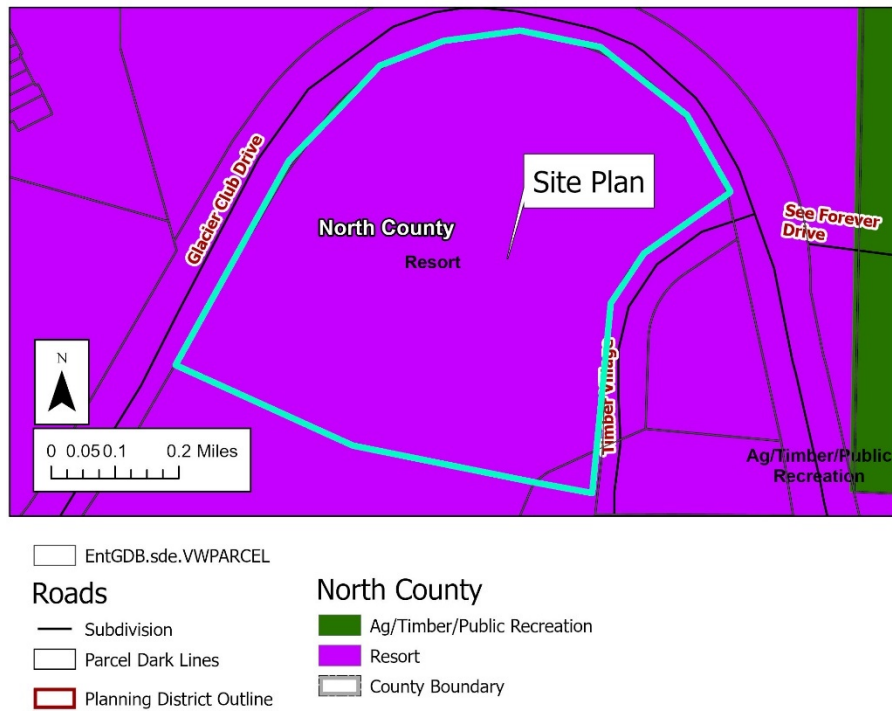 Site Plan
Glacier Club Drive
North County
Resort
See Forever
Drive
Timber Village
N
0 0.05 0.1 0.2 Miles
Ag/Timber/Public
Recreation
EntGDB.sde.VWPARCEL
Roads
Subdivision
Parcel Dark Lines
Planning District Outline
North County
Ag/Timber/Public Recreation
Resort
County Boundary